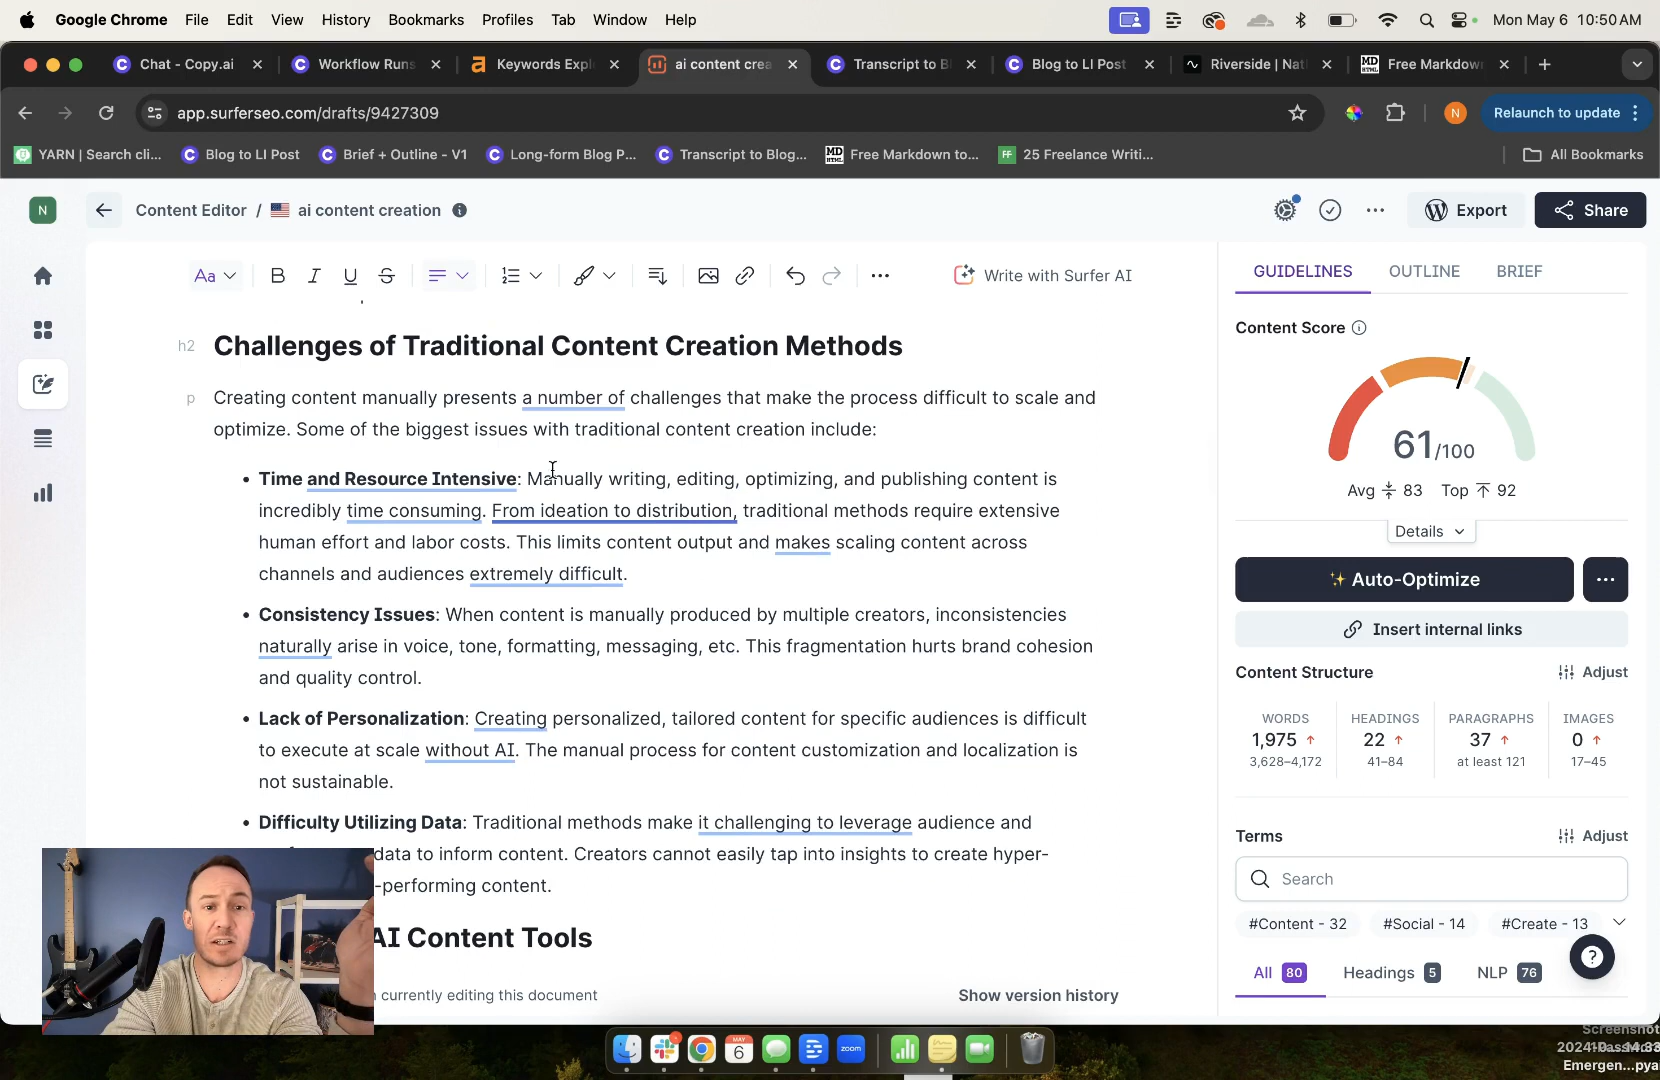 Google Chrome File Edit View History Bookmarks Profiles Tab Window Help Mon May 6 10:50 AM
Chat - Copy.ai Workflow Runs Keywords Expl ai content crea Transcript to Bl Blog to LI Post Riverside | Nat Free Markdown
app.surferseo.com/drafts/9427309 N Relaunch to update
YARN | Search cli... Blog to LI Post Brief + Outline - V1 Long-form Blog P... Transcript to Blog... Free Markdown to... 25 Freelance Writi... All Bookmarks
N Content Editor / ai content creation Export Share
Aa B I U S Write with Surfer AI
GUIDELINES OUTLINE BRIEF
h2 Challenges of Traditional Content Creation Methods
p Creating content manually presents a number of challenges that make the process difficult to scale and
optimize. Some of the biggest issues with traditional content creation include:
• Time and Resource Intensive: Manually writing, editing, optimizing, and publishing content is
incredibly time consuming. From ideation to distribution, traditional methods require extensive
human effort and labor costs. This limits content output and makes scaling content across
channels and audiences extremely difficult.
• Consistency Issues: When content is manually produced by multiple creators, inconsistencies
naturally arise in voice, tone, formatting, messaging, etc. This fragmentation hurts brand cohesion
and quality control.
• Lack of Personalization: Creating personalized, tailored content for specific audiences is difficult
to execute at scale without AI. The manual process for content customization and localization is
not sustainable.
• Difficulty Utilizing Data: Traditional methods make it challenging to leverage audience and
data to inform content. Creators cannot easily tap into insights to create hyper-
-performing content.
AI Content Tools
currently editing this document Show version history
Content Score
61/100
Avg 83 Top 92
Details
Auto-Optimize
Insert internal links
Content Structure Adjust
WORDS HEADINGS PARAGRAPHS IMAGES
1,975 22 37 0
3,628–4,172 41–84 at least 121 17–45
Terms Adjust
Search
#Content - 32 #Social - 14 #Create - 13
All 80 Headings 5 NLP 76
MAY
6
zoom
Screenshot
Emergen...pya